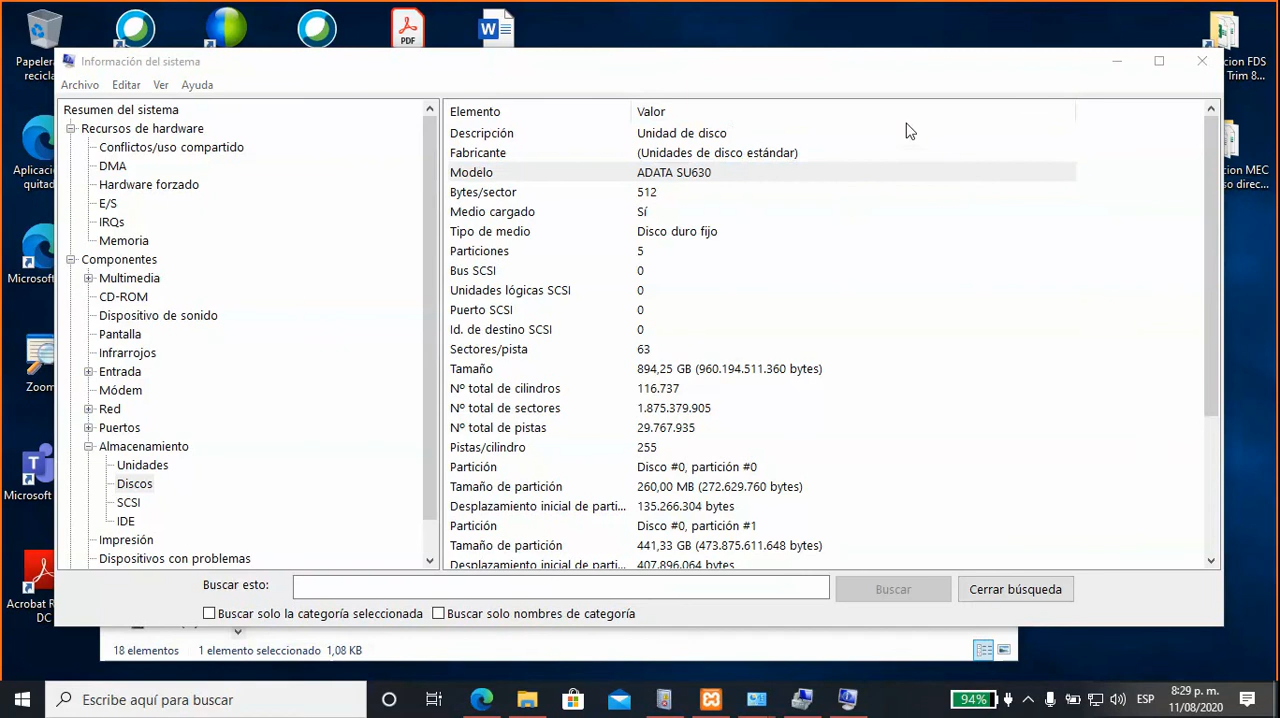 PDF
Papelera
recicla
cion FDS
Trim 8...
Información del sistema
Archivo Editar Ver Ayuda
Resumen del sistema
Recursos de hardware
Conflictos/uso compartido
DMA
Hardware forzado
E/S
IRQs
Memoria
Componentes
Multimedia
CD-ROM
Dispositivo de sonido
Pantalla
Infrarrojos
Entrada
Módem
Red
Puertos
Almacenamiento
Unidades
Discos
SCSI
IDE
Impresión
Dispositivos con problemas
Elemento Valor
Descripción Unidad de disco
Fabricante (Unidades de disco estándar)
Modelo ADATA SU630
Bytes/sector 512
Medio cargado Sí
Tipo de medio Disco duro fijo
Particiones 5
Bus SCSI 0
Unidades lógicas SCSI 0
Puerto SCSI 0
Id. de destino SCSI 0
Sectores/pista 63
Tamaño 894,25 GB (960.194.511.360 bytes)
Nº total de cilindros 116.737
Nº total de sectores 1.875.379.905
Nº total de pistas 29.767.935
Pistas/cilindro 255
Partición Disco #0, partición #0
Tamaño de partición 260,00 MB (272.629.760 bytes)
Desplazamiento inicial de parti... 135.266.304 bytes
Partición Disco #0, partición #1
Tamaño de partición 441,33 GB (473.875.611.648 bytes)
Desplazamiento inicial de parti... 407.896.064 bytes
Buscar esto: Buscar Cerrar búsqueda
Buscar solo la categoría seleccionada Buscar solo nombres de categoría
Aplicacion
quitad
Microsof
Zoom
Microsoft
Acrobat R
DC
cion MEC
so direc...
18 elementos 1 elemento seleccionado 1,08 KB
Escribe aquí para buscar
94% ESP 8:29 p. m.
11/08/2020